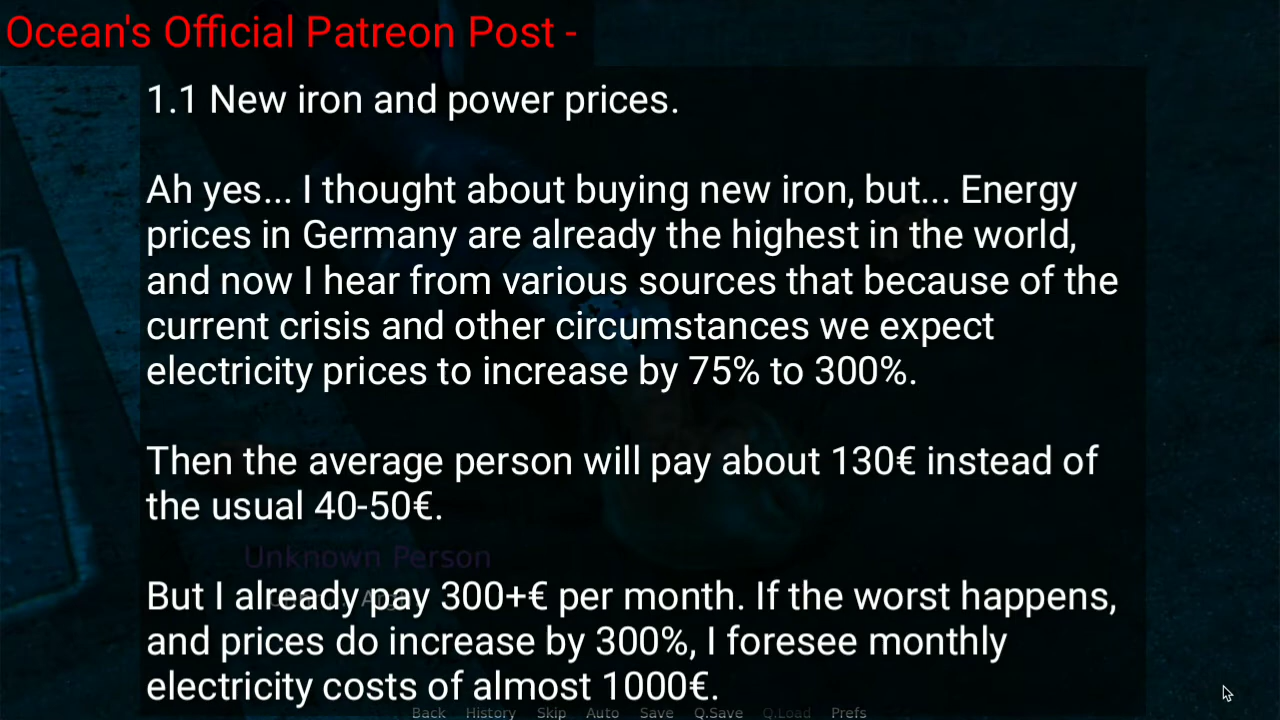 Ocean's Official Patreon Post -
1.1 New iron and power prices.
Ah yes... I thought about buying new iron, but... Energy
prices in Germany are already the highest in the world,
and now I hear from various sources that because of the
current crisis and other circumstances we expect
electricity prices to increase by 75% to 300%.
Then the average person will pay about 130€ instead of
the usual 40-50€.
Unknown Person
But I already pay 300+€ per month. If the worst happens,
and prices do increase by 300%, I foresee monthly
electricity costs of almost 1000€.
Back History Skip Auto Save Q.Save Q.Load Prefs